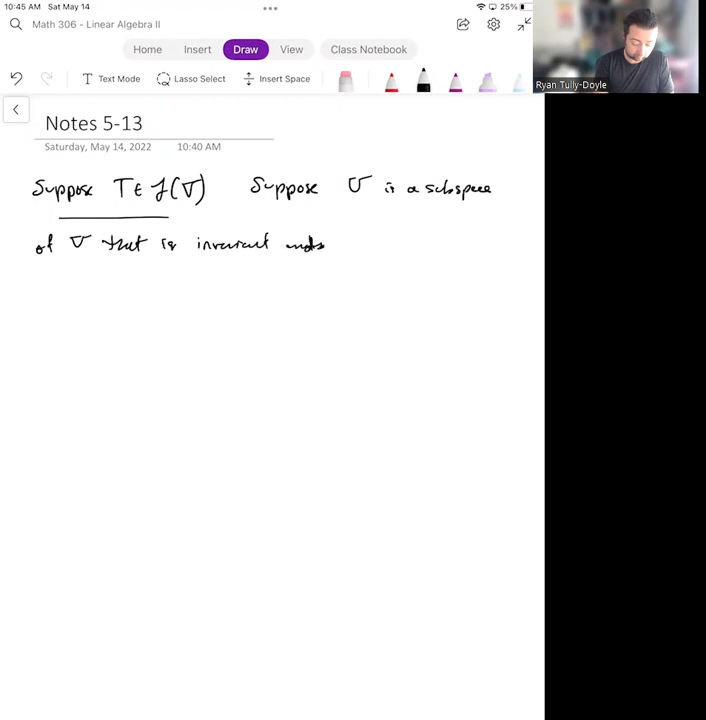 10:45 AM Sat May 14
25%
Math 306 - Linear Algebra II
Home Insert Draw View Class Notebook
Text Mode Lasso Select Insert Space
Ryan Tully-Doyle
Notes 5-13
Saturday, May 14, 2022 10:40 AM
Suppose T ∈ L(V) Suppose U is a subspace
of V that is invariant